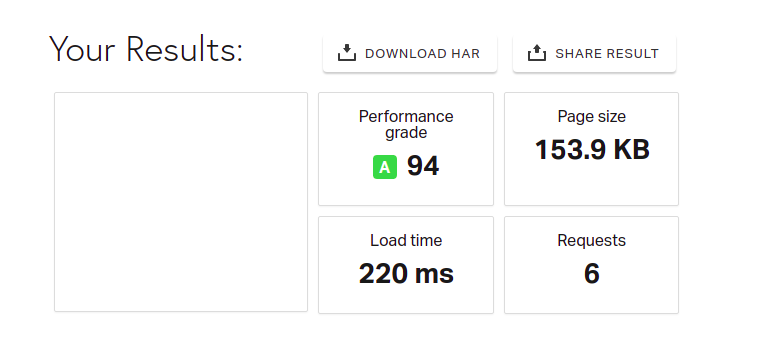 Your Results:
DOWNLOAD HAR
SHARE RESULT
Performance
grade
A 94
Page size
153.9 KB
Load time
220 ms
Requests
6